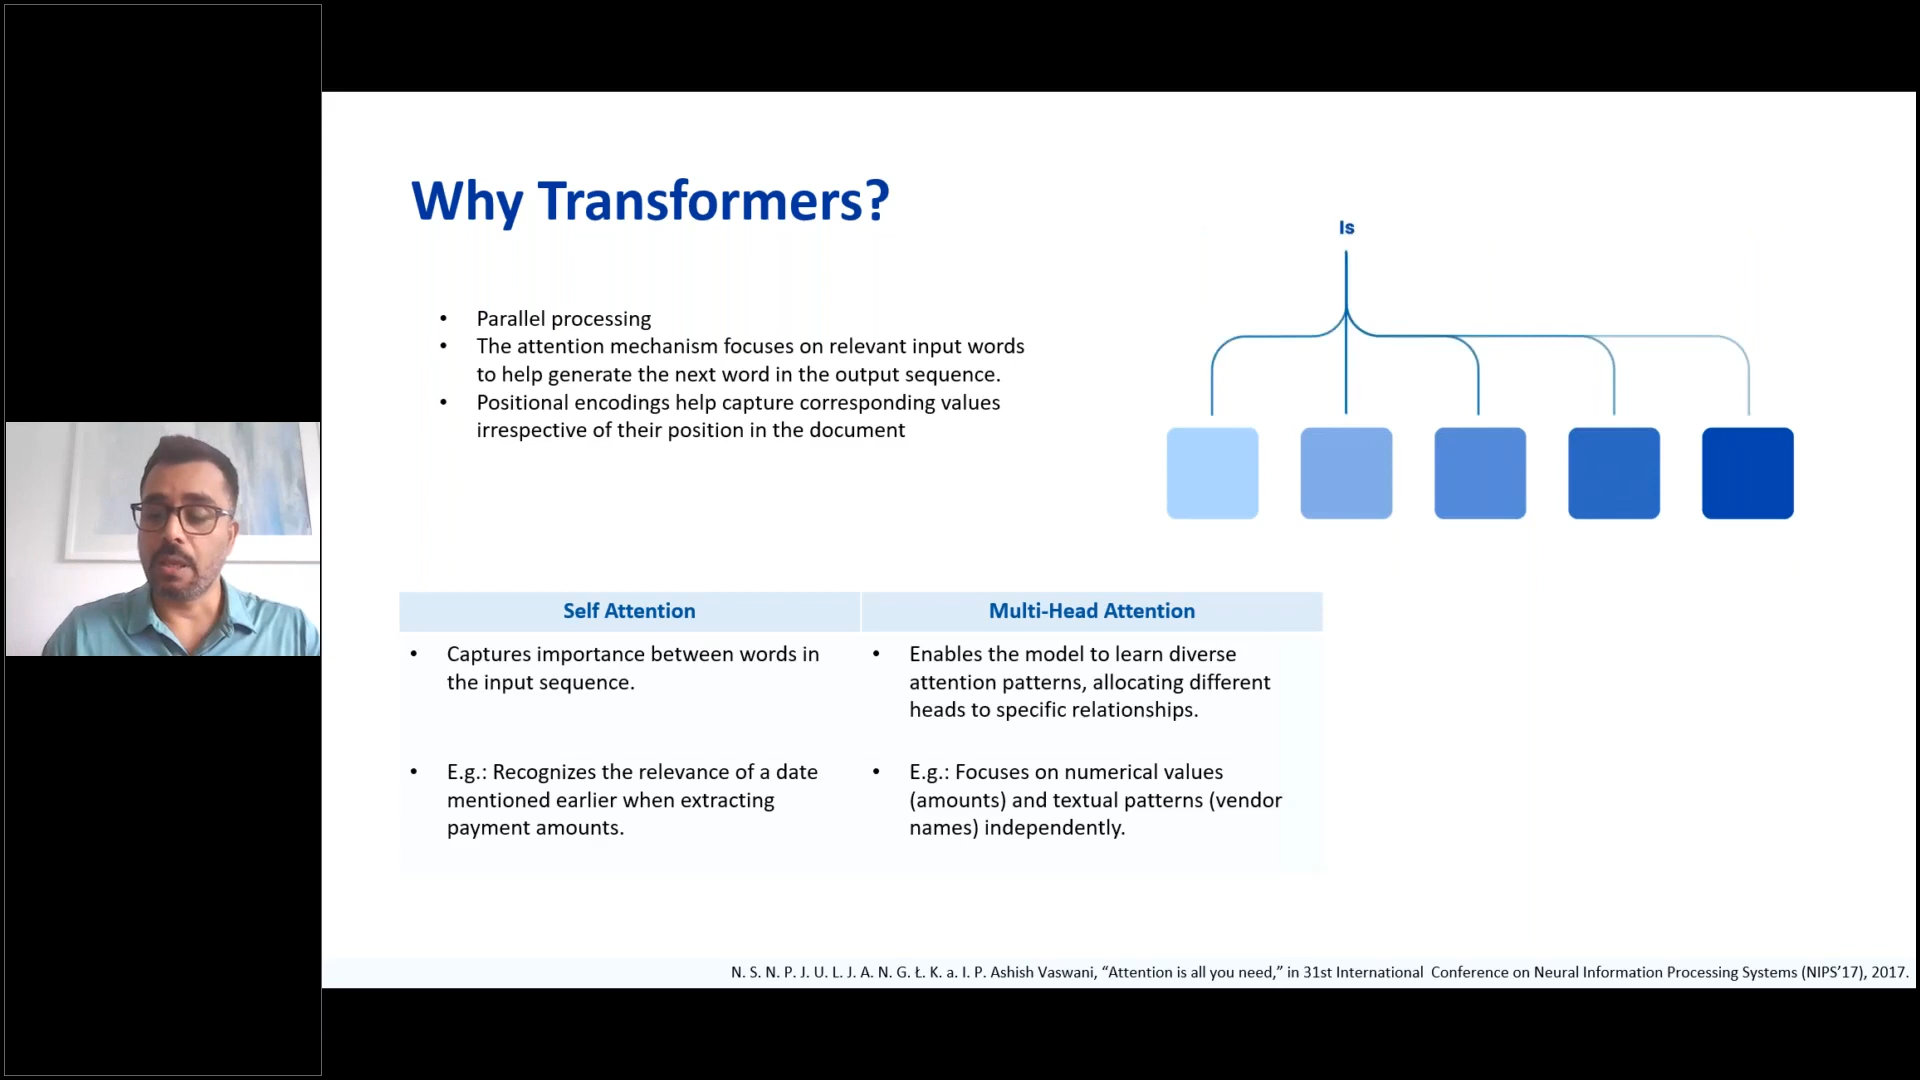 Why Transformers?
Is
• Parallel processing
• The attention mechanism focuses on relevant input words
to help generate the next word in the output sequence.
• Positional encodings help capture corresponding values
irrespective of their position in the document
Self Attention
• Captures importance between words in
the input sequence.
• E.g.: Recognizes the relevance of a date
mentioned earlier when extracting
payment amounts.
Multi-Head Attention
• Enables the model to learn diverse
attention patterns, allocating different
heads to specific relationships.
• E.g.: Focuses on numerical values
(amounts) and textual patterns (vendor
names) independently.
N. S. N. P. J. U. L. J. A. N. G. Ł. K. a. I. P. Ashish Vaswani, “Attention is all you need,” in 31st International Conference on Neural Information Processing Systems (NIPS’17), 2017.